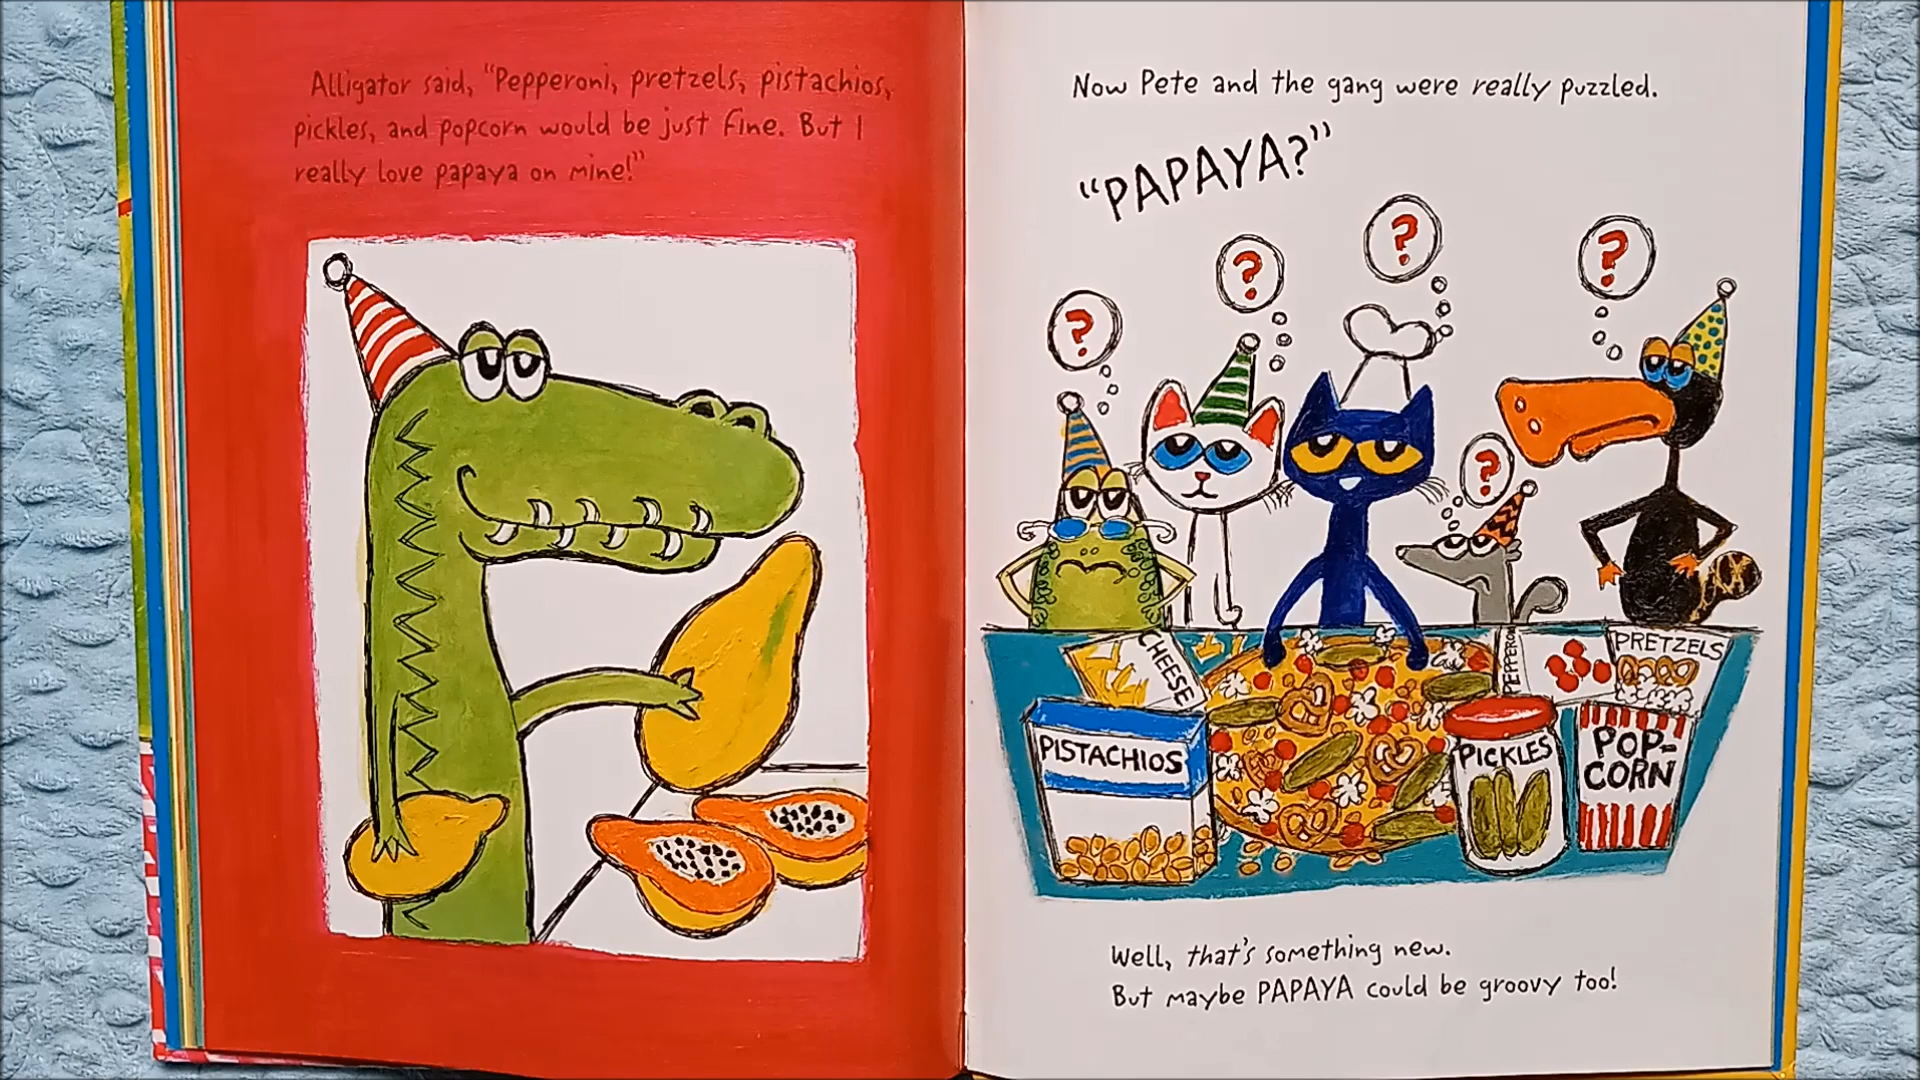 Alligator said, "Pepperoni, pretzels, pistachios,
pickles, and popcorn would be just fine. But I
really love papaya on mine!"
Now Pete and the gang were really puzzled.
"PAPAYA?"
?
?
?
?
?
CHEESE
PEPPERONI
PRETZELS
PISTACHIOS
PICKLES
POP-
CORN
Well, that's something new.
But maybe PAPAYA could be groovy too!